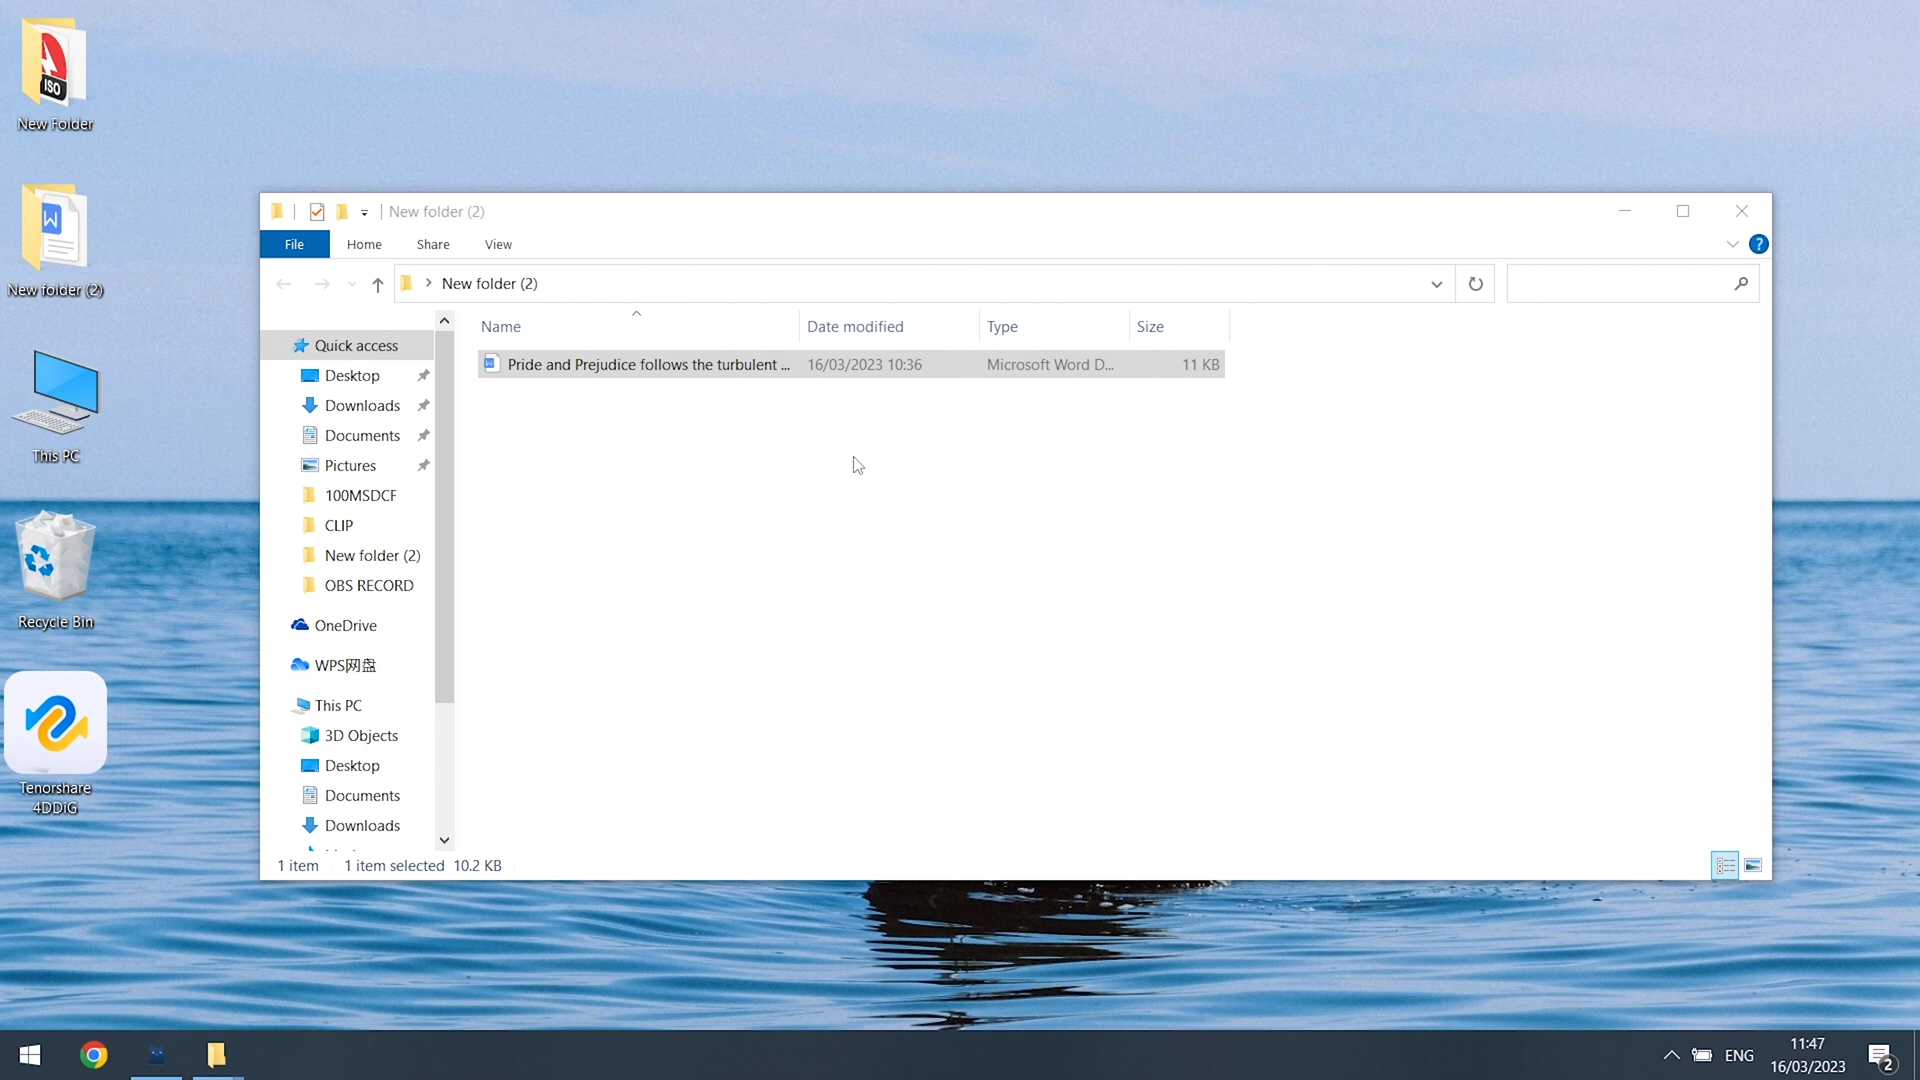 ISO
New Folder
W
New folder (2)
This PC
Recycle Bin
Tenorshare
4DDiG
New folder (2)
File Home Share View
?
New folder (2)
Name Date modified Type Size
Pride and Prejudice follows the turbulent ... 16/03/2023 10:36 Microsoft Word D... 11 KB
Quick access
Desktop
Downloads
Documents
Pictures
100MSDCF
CLIP
New folder (2)
OBS RECORD
OneDrive
WPS网盘
This PC
3D Objects
Desktop
Documents
Downloads
1 item 1 item selected 10.2 KB
ENG
11:47
16/03/2023
2